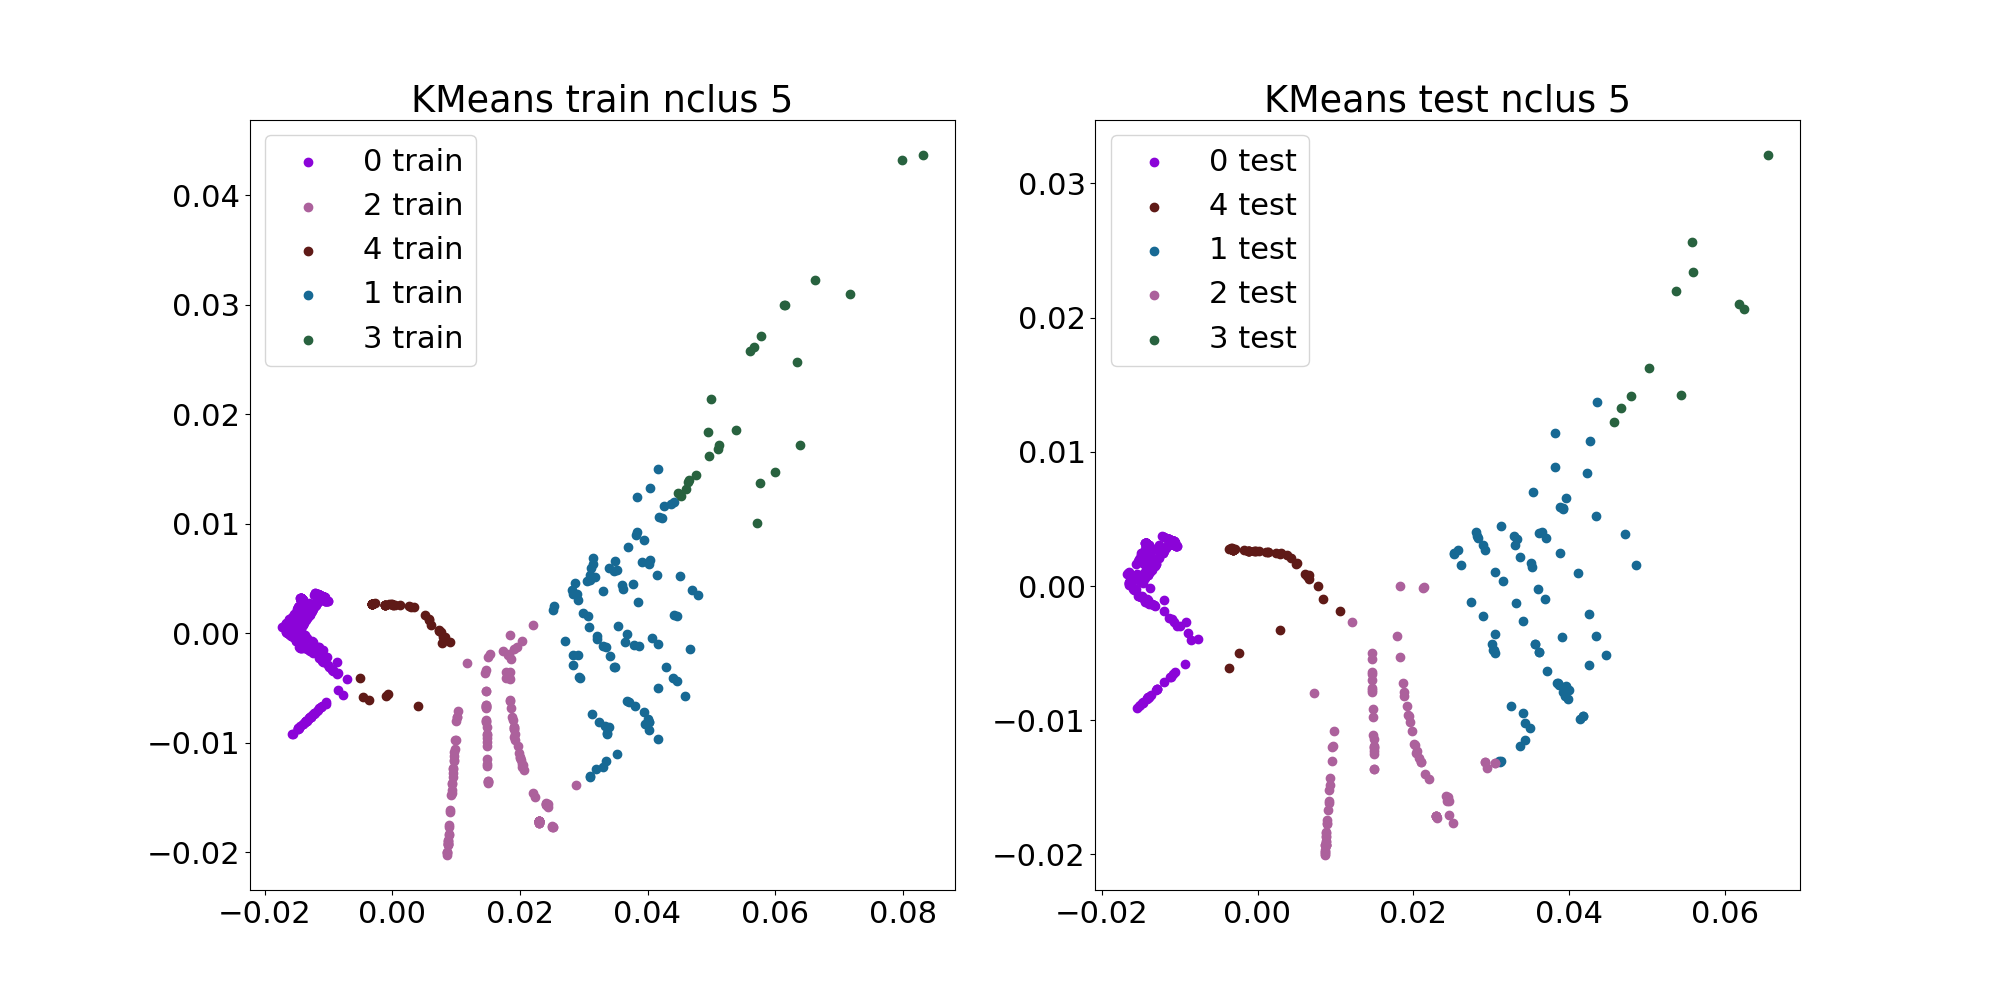 KMeans train nclus 5
0 train
2 train
4 train
1 train
3 train
0.04
0.03
0.02
0.01
0.00
−0.01
−0.02
−0.02 0.00 0.02 0.04 0.06 0.08
KMeans test nclus 5
0 test
4 test
1 test
2 test
3 test
0.03
0.02
0.01
0.00
−0.01
−0.02
−0.02 0.00 0.02 0.04 0.06